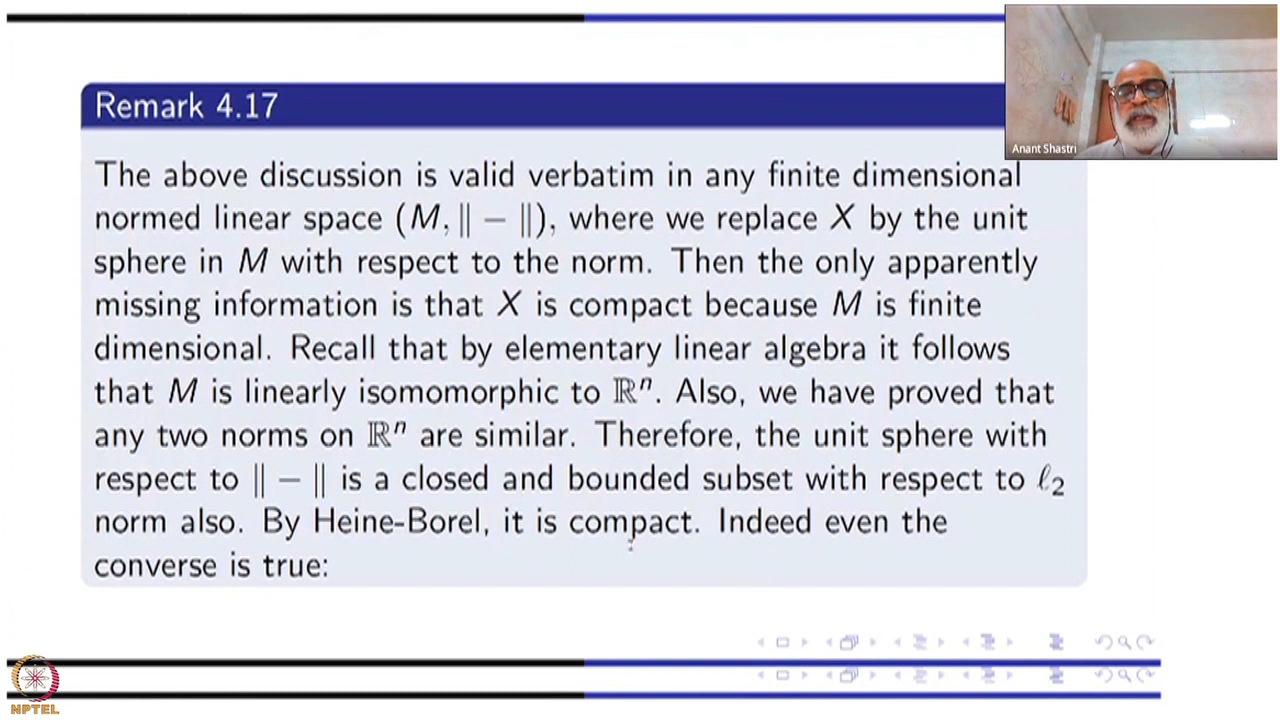 Remark 4.17
Anant Shastri
The above discussion is valid verbatim in any finite dimensional
normed linear space (M, ‖ − ‖), where we replace X by the unit
sphere in M with respect to the norm. Then the only apparently
missing information is that X is compact because M is finite
dimensional. Recall that by elementary linear algebra it follows
that M is linearly isomomorphic to ℝⁿ. Also, we have proved that
any two norms on ℝⁿ are similar. Therefore, the unit sphere with
respect to ‖ − ‖ is a closed and bounded subset with respect to ℓ₂
norm also. By Heine-Borel, it is compact. Indeed even the
converse is true:
NPTEL